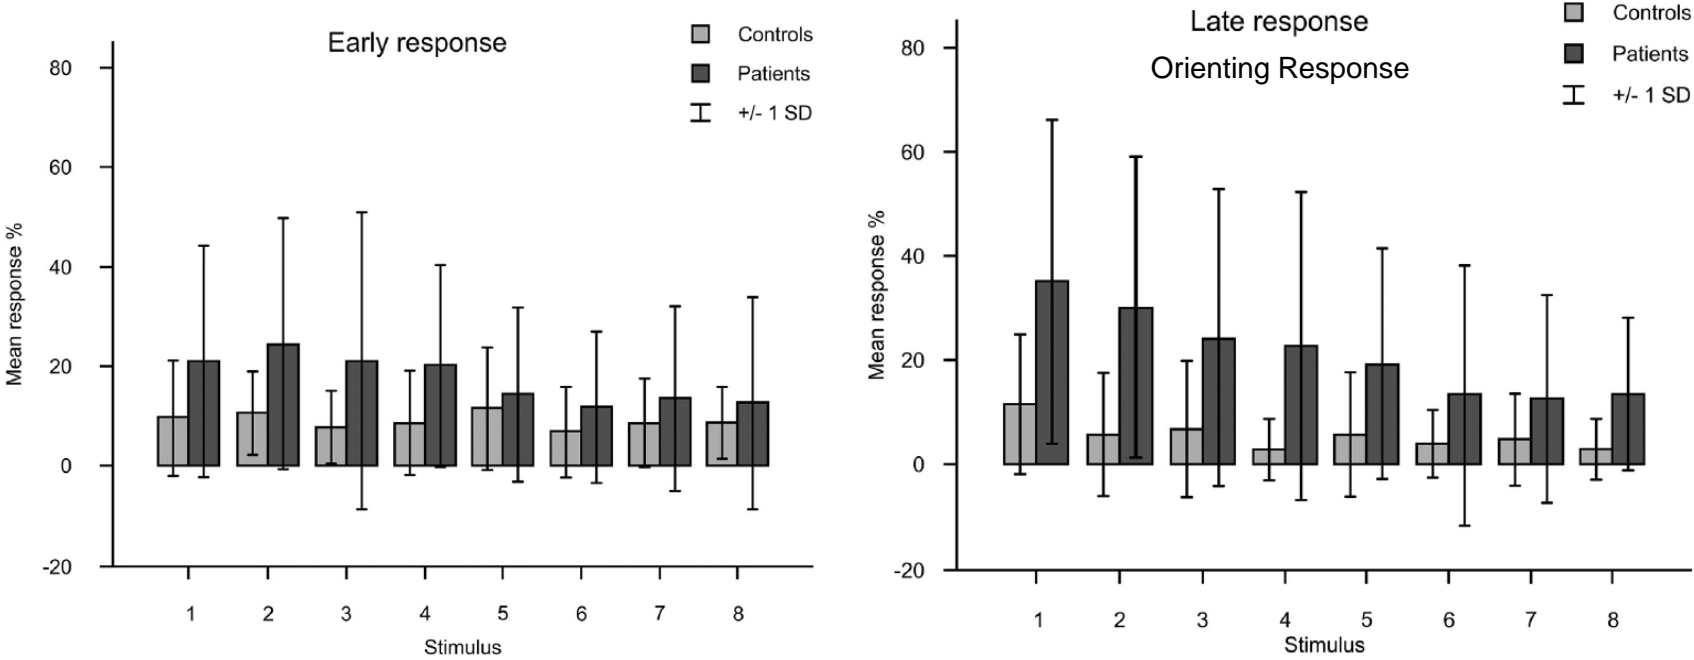 Early response
Controls
Patients
+/- 1 SD
80
60
40
20
0
-20
Mean response %
1 2 3 4 5 6 7 8
Stimulus
Late response
Orienting Response
Controls
Patients
+/- 1 SD
80
60
40
20
0
-20
Mean response %
1 2 3 4 5 6 7 8
Stimulus